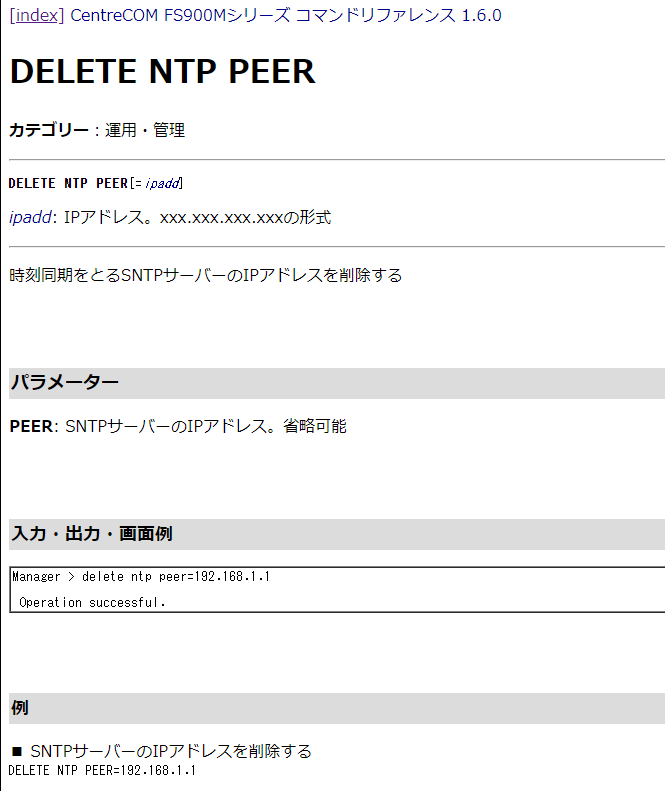 [index] CentreCOM FS900Mシリーズ コマンドリファレンス 1.6.0
DELETE NTP PEER
カテゴリー：運用・管理
DELETE NTP PEER[=ipadd]
ipadd: IPアドレス。xxx.xxx.xxx.xxxの形式
時刻同期をとるSNTPサーバーのIPアドレスを削除する
パラメーター
PEER: SNTPサーバーのIPアドレス。省略可能
入力・出力・画面例
Manager > delete ntp peer=192.168.1.1
Operation successful.
例
■ SNTPサーバーのIPアドレスを削除する
DELETE NTP PEER=192.168.1.1